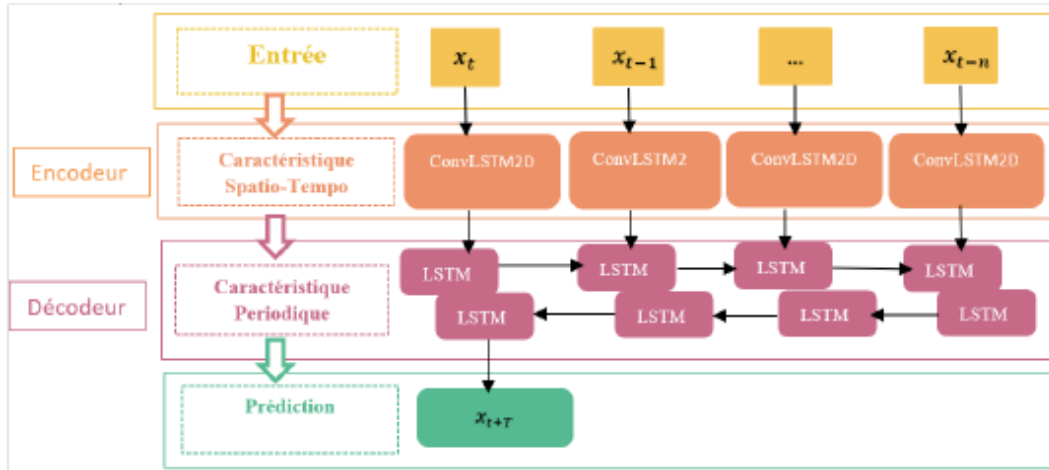 Entrée
x_t
x_{t-1}
...
x_{t-n}
Encodeur
Caractéristique
Spatio-Tempo
ConvLSTM2D
ConvLSTM2
ConvLSTM2D
ConvLSTM2D
Décodeur
Caractéristique
Periodique
LSTM
LSTM
LSTM
LSTM
LSTM
LSTM
LSTM
LSTM
Prédiction
x_{t+T}